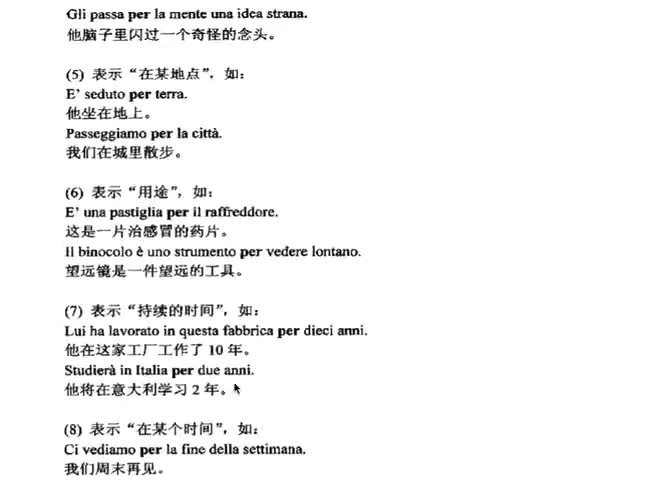 Gli passa per la mente una idea strana.
他脑子里闪过一个奇怪的念头。
(5) 表示“在某地点”，如：
E' seduto per terra.
他坐在地上。
Passeggiamo per la città.
我们在城里散步。
(6) 表示“用途”，如：
E' una pastiglia per il raffreddore.
这是一片治感冒的药片。
Il binocolo è uno strumento per vedere lontano.
望远镜是一件望远的工具。
(7) 表示“持续的时间”，如：
Lui ha lavorato in questa fabbrica per dieci anni.
他在这家工厂工作了 10 年。
Studierà in Italia per due anni.
他将在意大利学习 2 年。
(8) 表示“在某个时间”，如：
Ci vediamo per la fine della settimana.
我们周末再见。